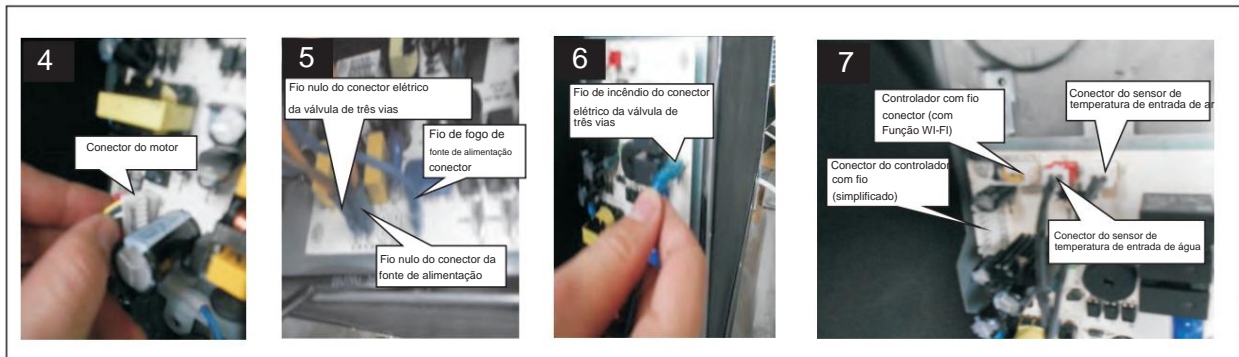 4
Conector do motor
5
Fio nulo do conector elétrico
da válvula de três vias
Fio de fogo de
fonte de alimentação
conector
Fio nulo do conector da
fonte de alimentação
6
Fio de incêndio do conector
elétrico da válvula de
três vias
7
Controlador com fio
conector (com
Função WI-FI)
Conector do sensor de
temperatura de entrada de ar
Conector do controlador
com fio
(simplificado)
Conector do sensor de
temperatura de entrada de água